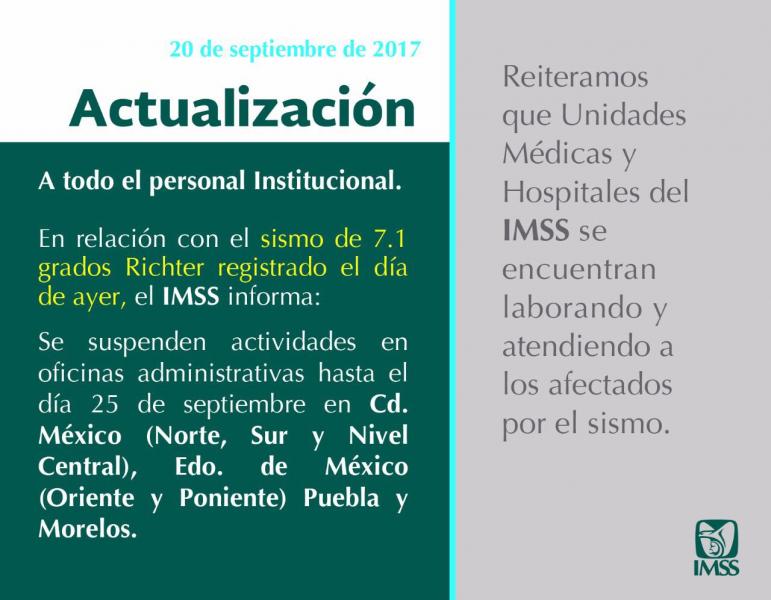 20 de septiembre de 2017
Actualización
A todo el personal Institucional.
En relación con el sismo de 7.1
grados Richter registrado el día
de ayer, el IMSS informa:
Se suspenden actividades en
oficinas administrativas hasta el
día 25 de septiembre en Cd.
México (Norte, Sur y Nivel
Central), Edo. de México
(Oriente y Poniente) Puebla y
Morelos.
Reiteramos
que Unidades
Médicas y
Hospitales del
IMSS se
encuentran
laborando y
atendiendo a
los afectados
por el sismo.
IMSS